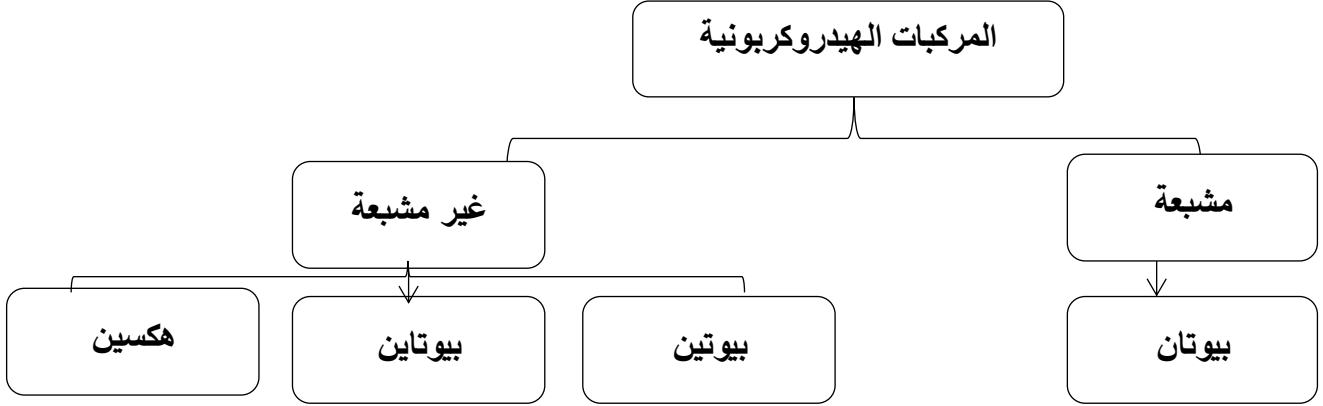 المركبات الهيدروكربونية
مشبعة
غير مشبعة
بيوتان
بيوتين
بيوتاين
هكسين